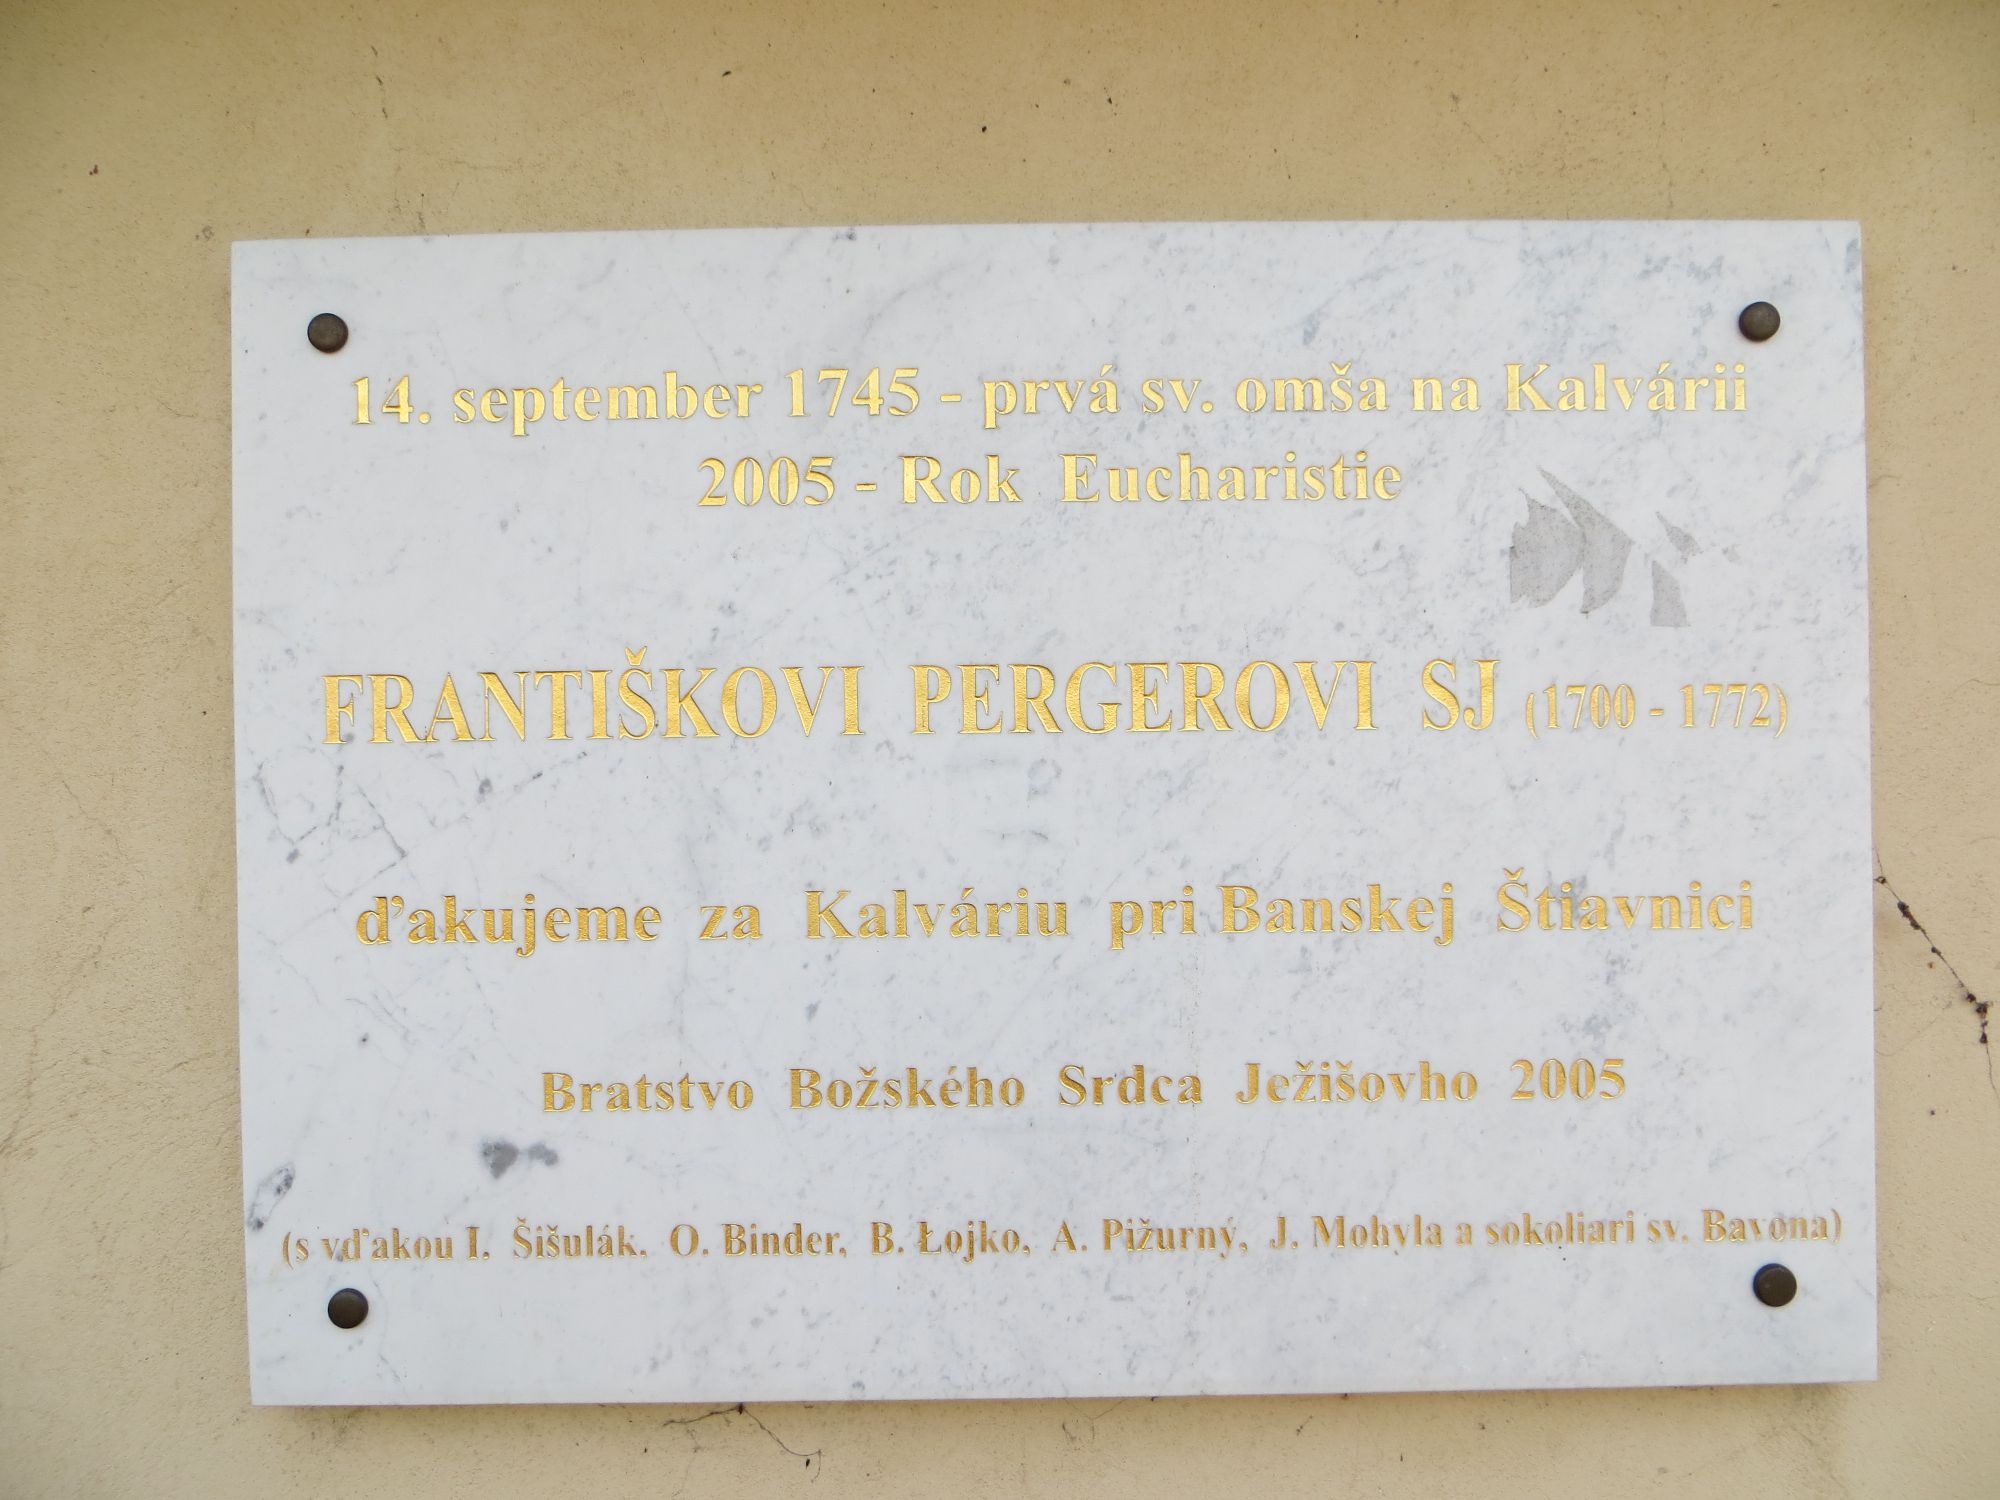 14. september 1745 - prvá sv. omša na Kalvárii
2005 - Rok Eucharistie
FRANTIŠKOVI PERGEROVI SJ (1700 - 1772)
ďakujeme za Kalváriu pri Banskej Štiavnici
Bratstvo Božského Srdca Ježišovho 2005
(s vďakou I. Šišulák, O. Binder, B. Łojko, A. Pižurný, J. Mohyla a sokoliari sv. Bavona)